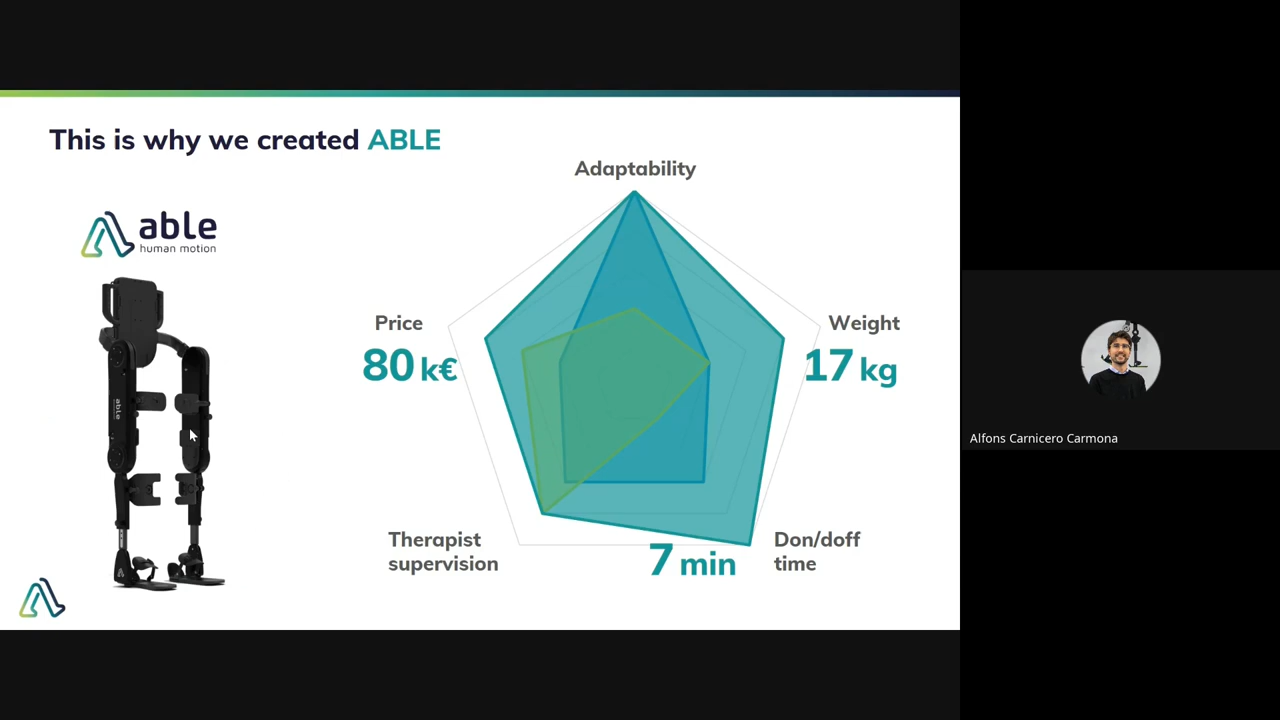 This is why we created ABLE
able
human motion
Adaptability
Price
80 k€
Weight
17 kg
able
Therapist
supervision
7 min
Don/doff
time
Alfons Carnicero Carmona